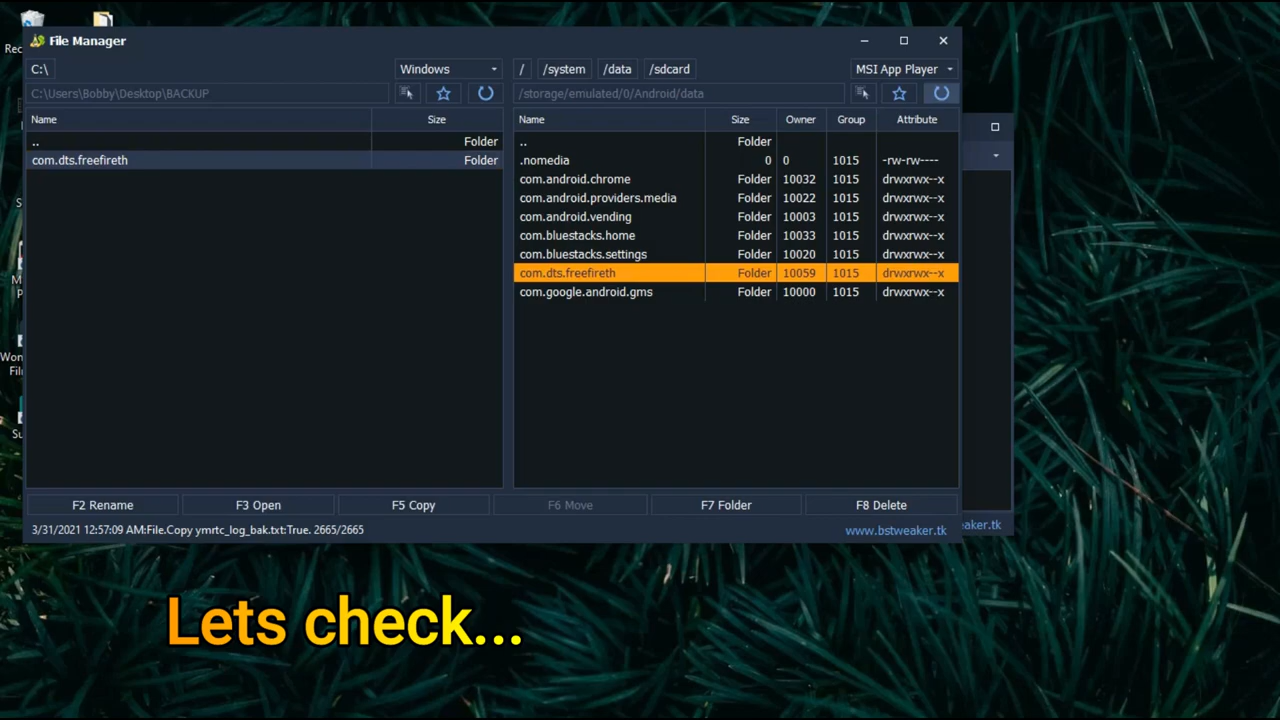 Rec
File Manager
C:\ Windows / /system /data /sdcard MSI App Player
C:\Users\Bobby\Desktop\BACKUP /storage/emulated/0/Android/data
Name Size Name Size Owner Group Attribute
.. Folder .. Folder
com.dts.freefireth Folder .nomedia 0 0 1015 -rw-rw----
com.android.chrome Folder 10032 1015 drwxrwx--x
com.android.providers.media Folder 10022 1015 drwxrwx--x
com.android.vending Folder 10003 1015 drwxrwx--x
com.bluestacks.home Folder 10033 1015 drwxrwx--x
com.bluestacks.settings Folder 10020 1015 drwxrwx--x
com.dts.freefireth Folder 10059 1015 drwxrwx--x
com.google.android.gms Folder 10000 1015 drwxrwx--x
Won
Fil
Su
F2 Rename F3 Open F5 Copy F6 Move F7 Folder F8 Delete
3/31/2021 12:57:09 AM:File.Copy ymrtc_log_bak.txt:True. 2665/2665 www.bstweaker.tk
eaker.tk
Lets check...